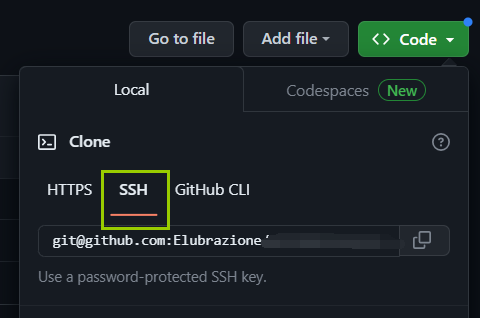 Go to file Add file Code
Local Codespaces New
Clone
HTTPS SSH GitHub CLI
git@github.com:Elubrazione/
Use a password-protected SSH key.